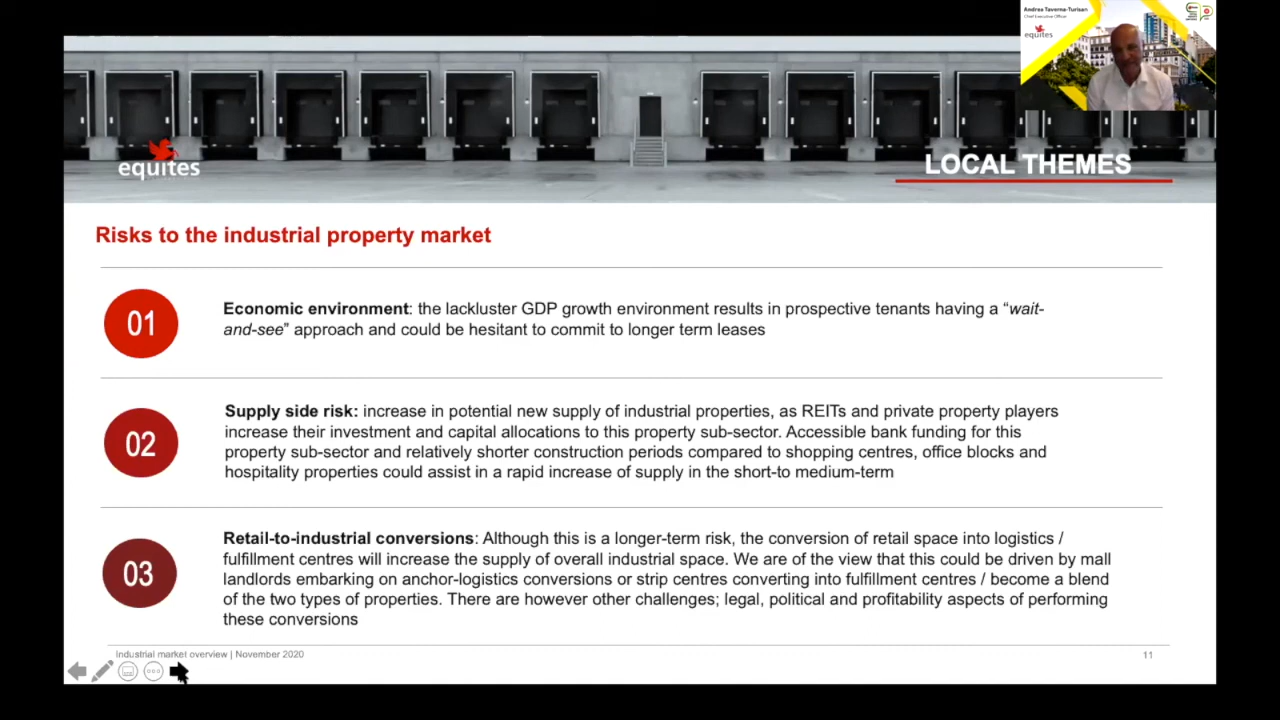 Andrea Taverna-Turisan
Chief Executive Officer
equites
equites
LOCAL THEMES
Risks to the industrial property market
01
Economic environment: the lackluster GDP growth environment results in prospective tenants having a “wait-
and-see” approach and could be hesitant to commit to longer term leases
02
Supply side risk: increase in potential new supply of industrial properties, as REITs and private property players
increase their investment and capital allocations to this property sub-sector. Accessible bank funding for this
property sub-sector and relatively shorter construction periods compared to shopping centres, office blocks and
hospitality properties could assist in a rapid increase of supply in the short-to medium-term
03
Retail-to-industrial conversions: Although this is a longer-term risk, the conversion of retail space into logistics /
fulfillment centres will increase the supply of overall industrial space. We are of the view that this could be driven by mall
landlords embarking on anchor-logistics conversions or strip centres converting into fulfillment centres / become a blend
of the two types of properties. There are however other challenges; legal, political and profitability aspects of performing
these conversions
Industrial market overview | November 2020
11